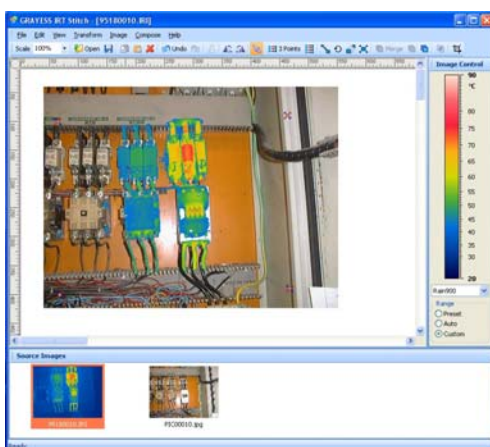 GRAYESS IRT Stitch - [95180010.IRI]
File Edit View Transform Image Compose Help
Scale 100% Open Undo 3 Points Merge
Image Control
90
°C
80
75
70
65
60
55
50
45
40
35
30
20
Rain900
Range
Preset
Auto
Custom
Source Images
95180010.IRI
PIC00010.jpg